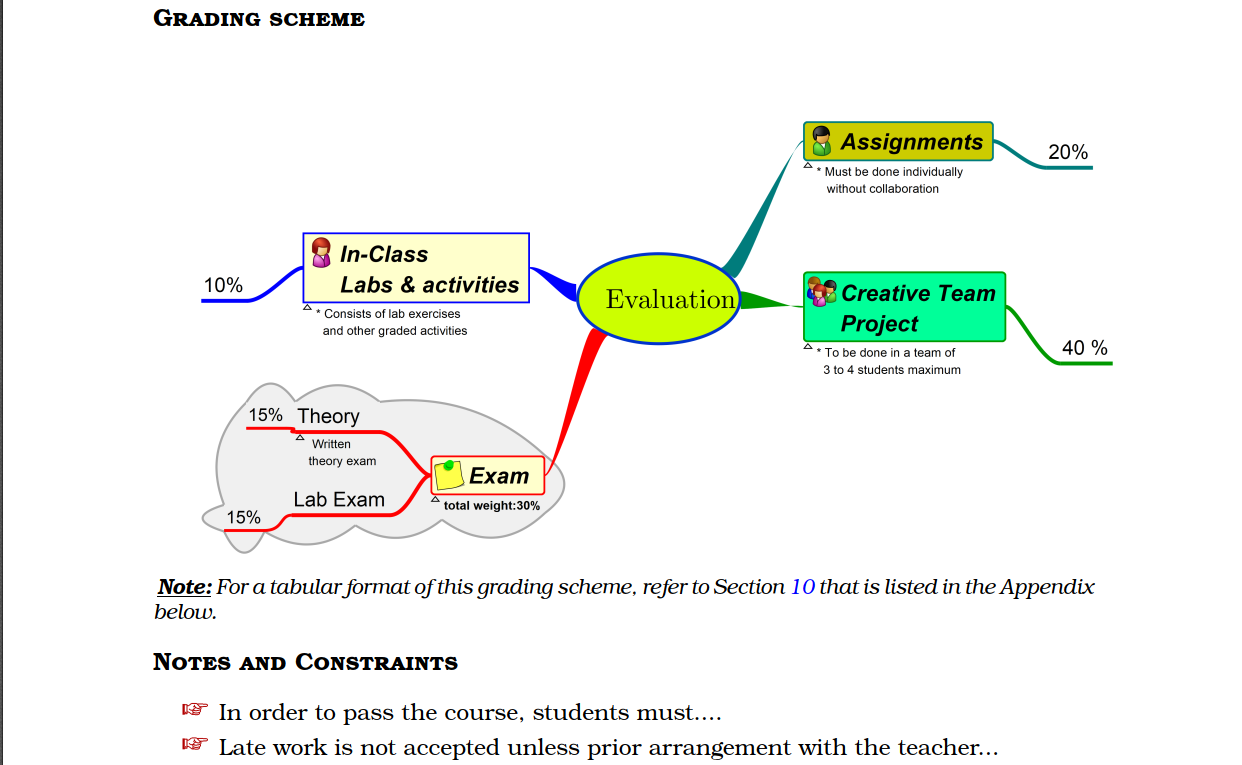 Grading scheme
Assignments
20%
* Must be done individually
without collaboration
In-Class
Labs & activities
10%
* Consists of lab exercises
and other graded activities
Evaluation
Creative Team
Project
40 %
* To be done in a team of
3 to 4 students maximum
15%
Theory
Written
theory exam
Exam
total weight:30%
Lab Exam
15%
Note: For a tabular format of this grading scheme, refer to Section 10 that is listed in the Appendix
below.
Notes and Constraints
In order to pass the course, students must....
Late work is not accepted unless prior arrangement with the teacher...